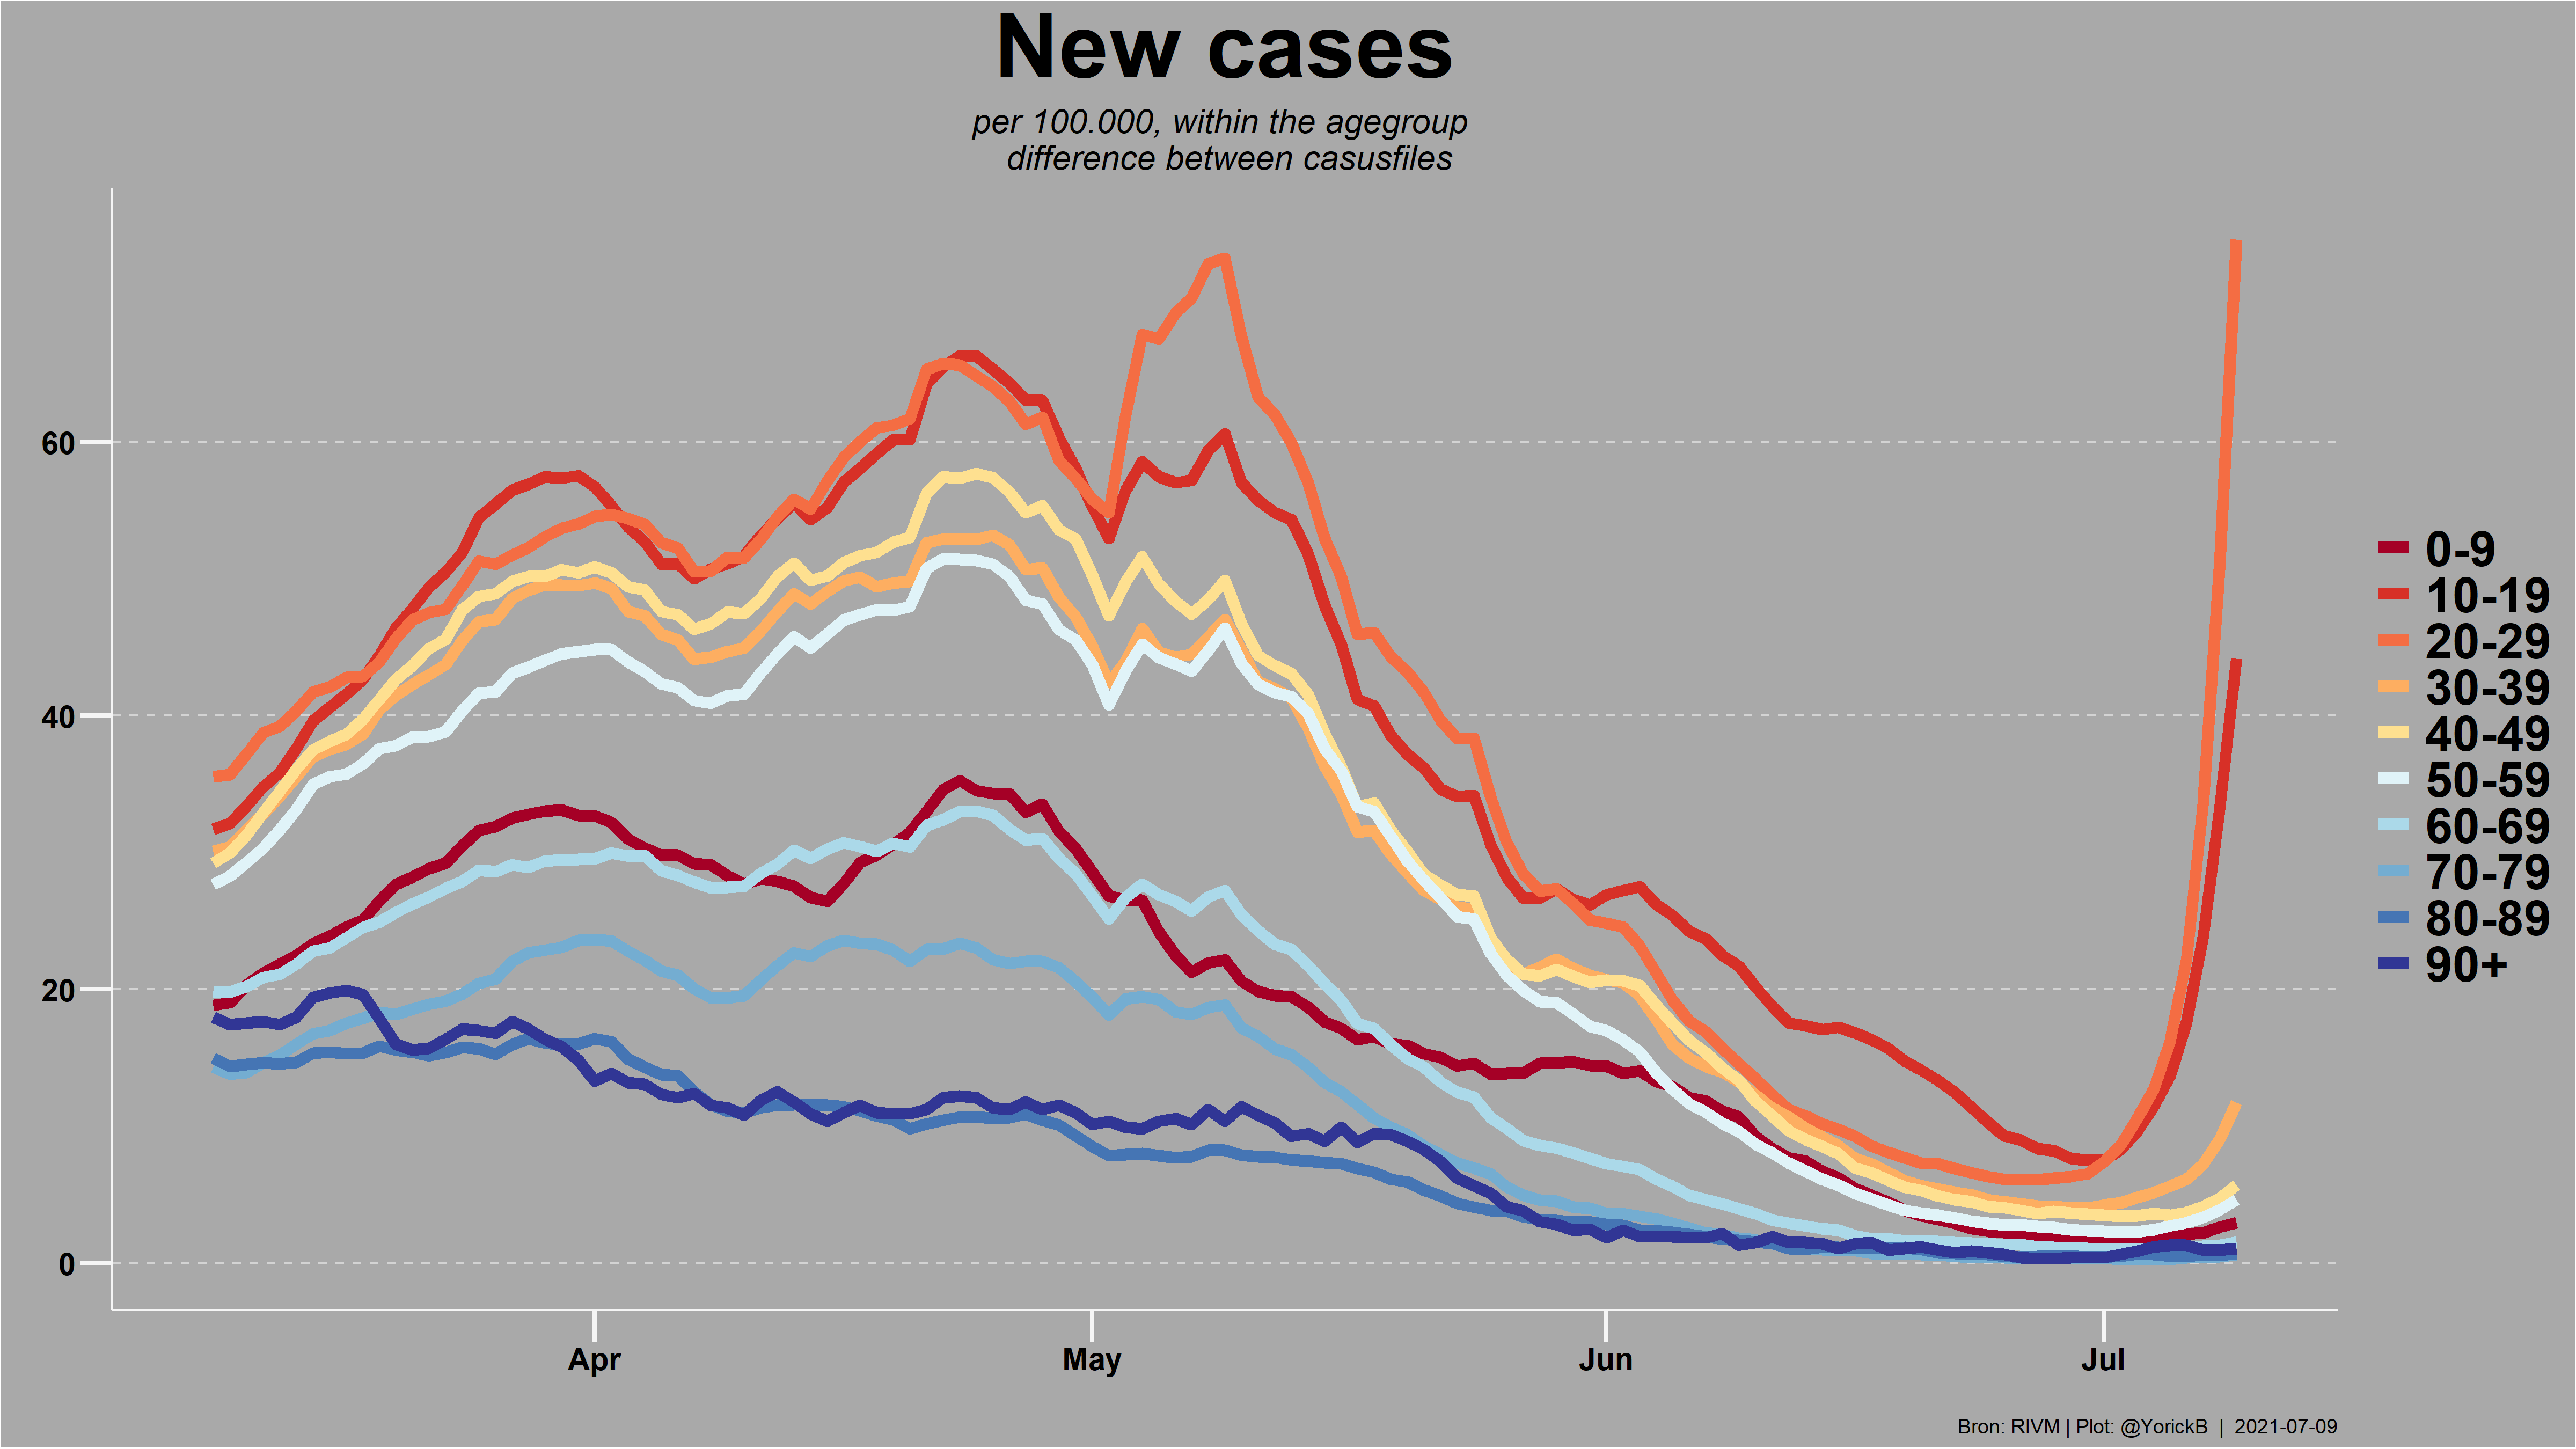 New cases
per 100.000, within the agegroup
difference between casusfiles
60
40
20
0
Apr
May
Jun
Jul
0-9
10-19
20-29
30-39
40-49
50-59
60-69
70-79
80-89
90+
Bron: RIVM | Plot: @YorickB | 2021-07-09